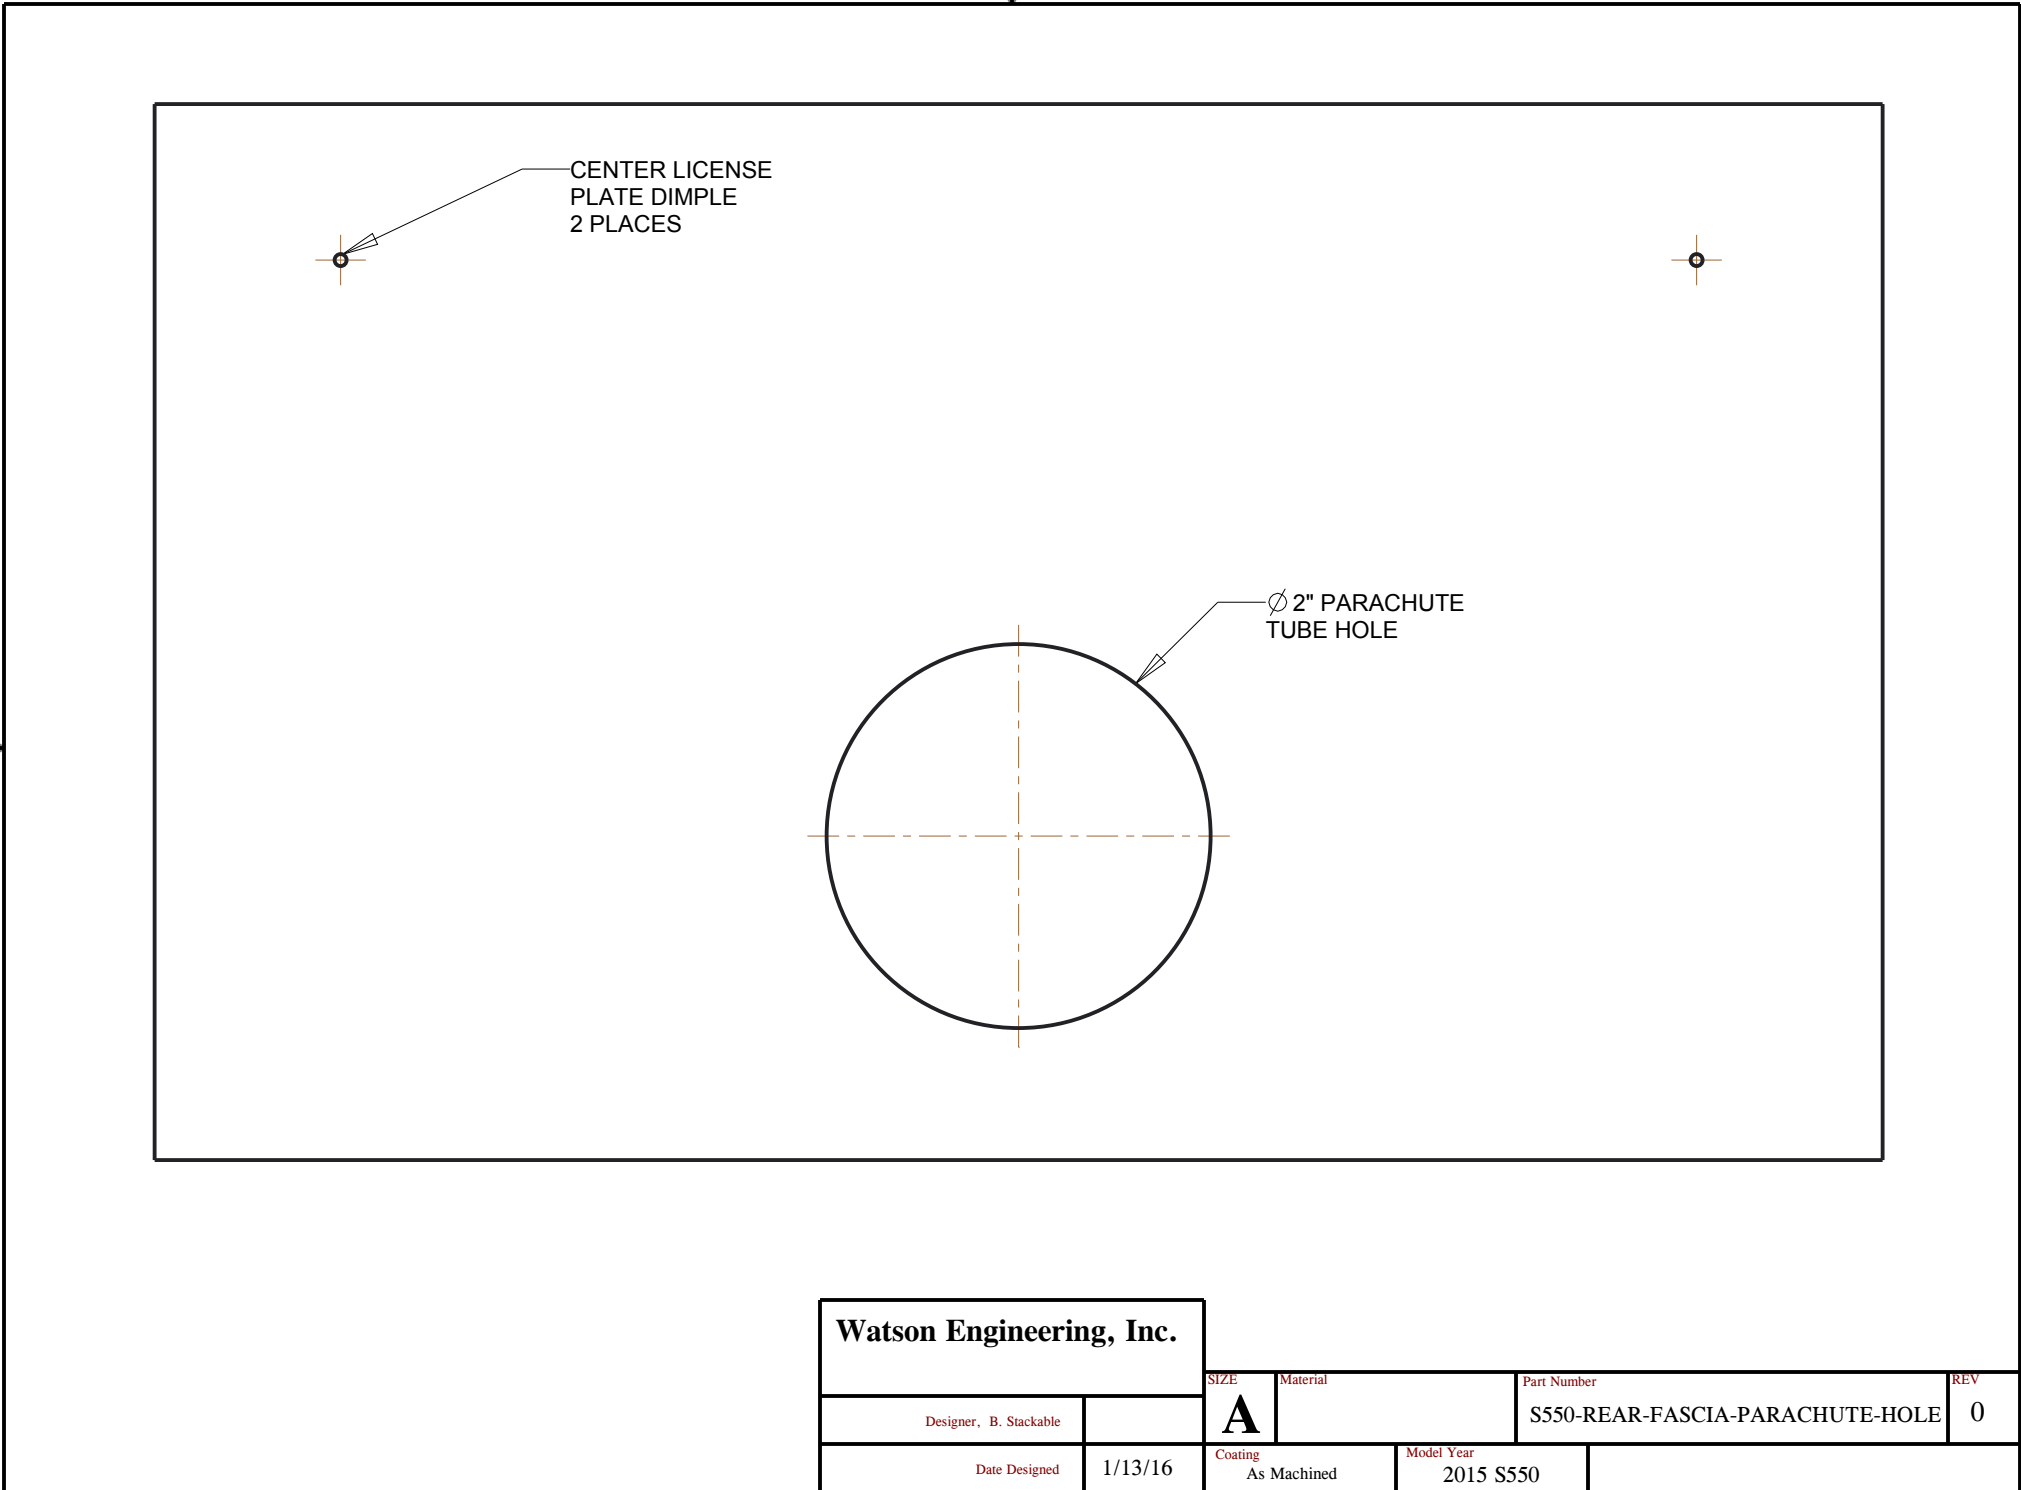 CENTER LICENSE
PLATE DIMPLE
2 PLACES
∅ 2" PARACHUTE
TUBE HOLE
Watson Engineering, Inc.
SIZE
A
Material
Part Number
S550-REAR-FASCIA-PARACHUTE-HOLE
REV
0
Designer, B. Stackable
Date Designed
1/13/16
Coating
As Machined
Model Year
2015 S550